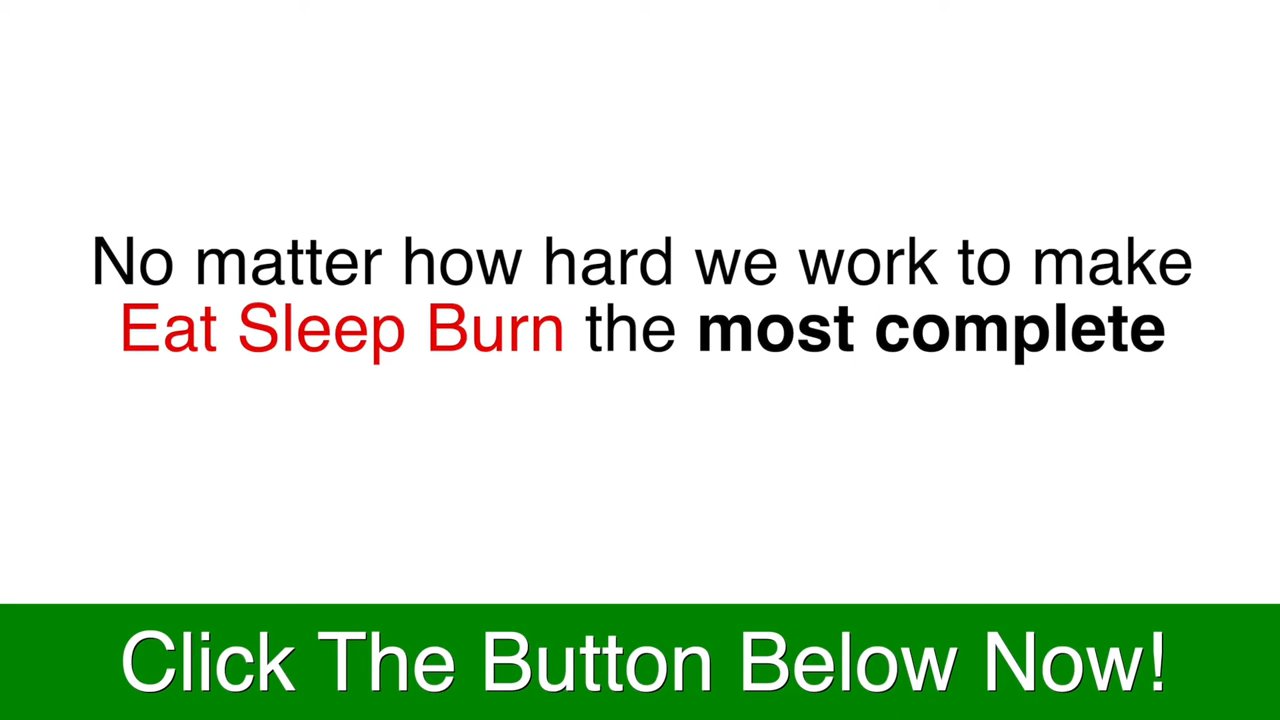 No matter how hard we work to make
Eat Sleep Burn the most complete
Click The Button Below Now!